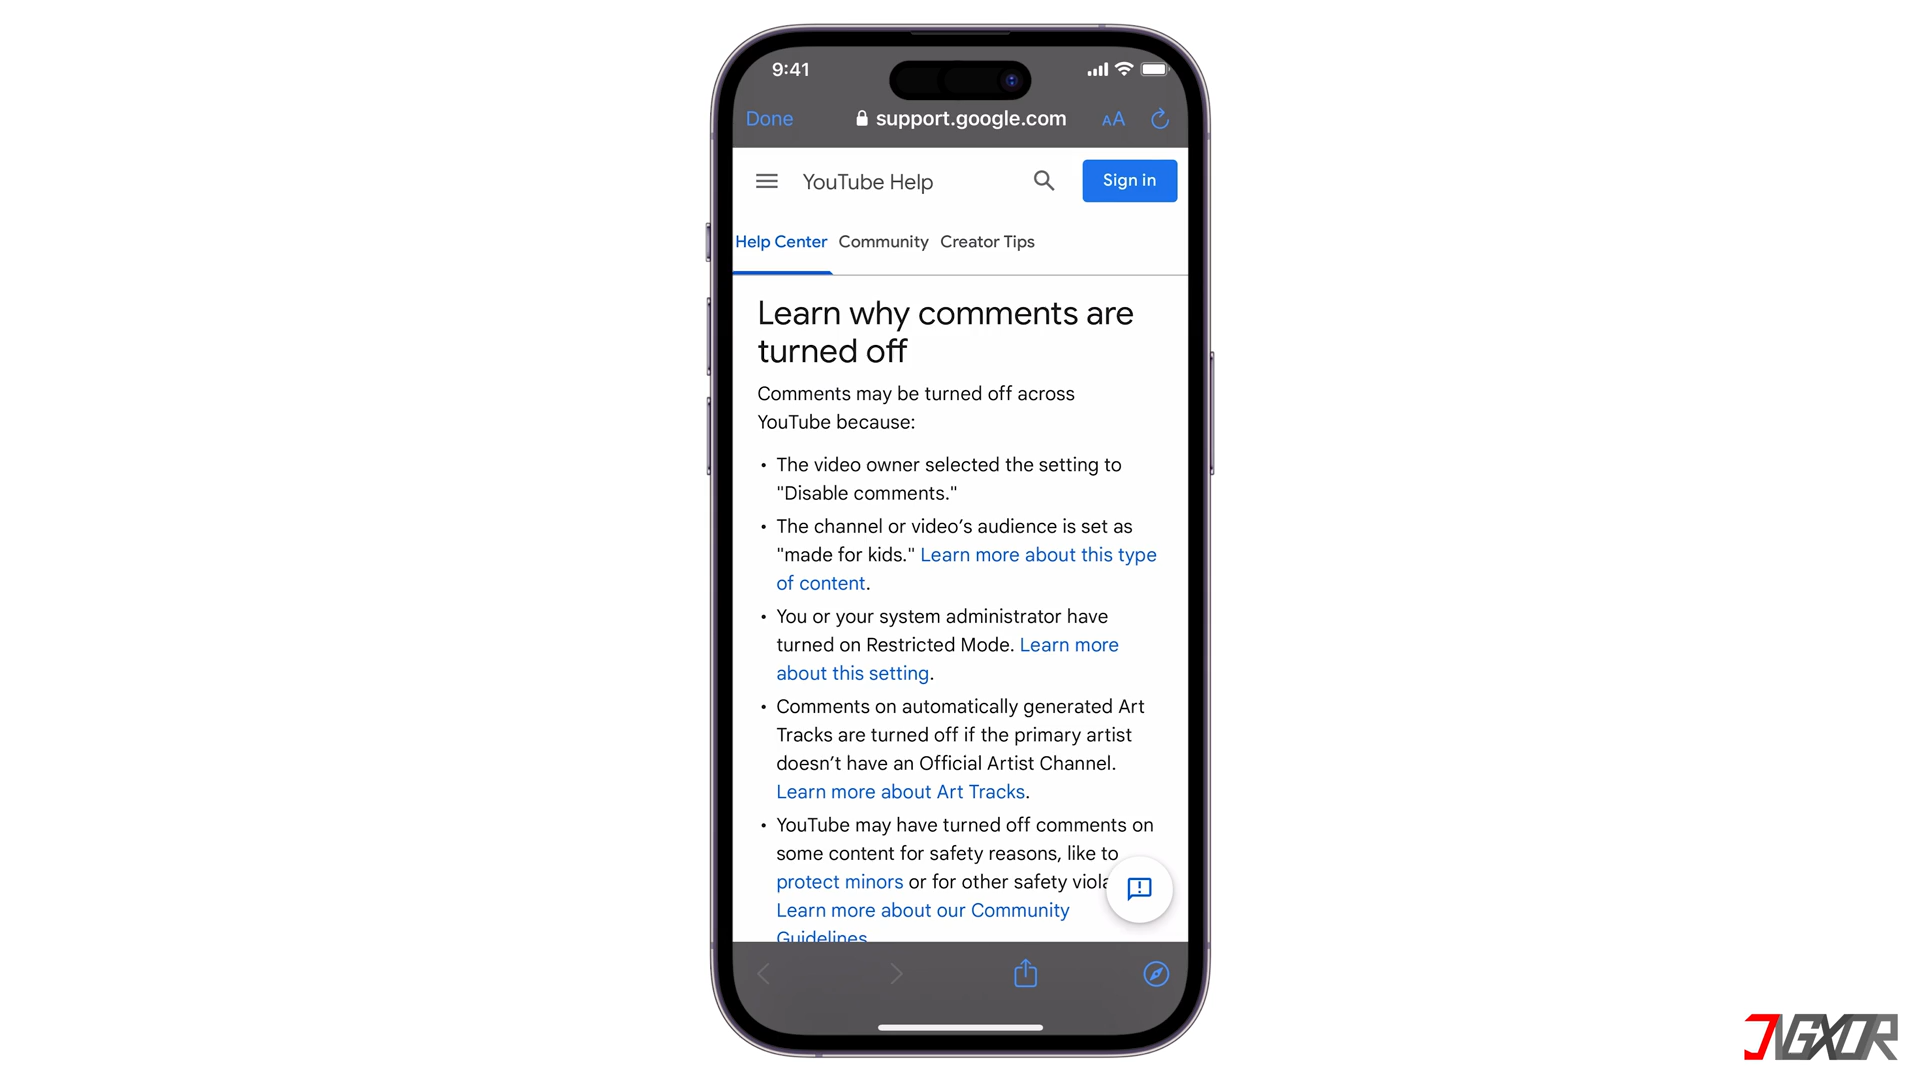 9:41
Done
support.google.com
AA
YouTube Help
Sign in
Help Center
Community
Creator Tips
Learn why comments are
turned off
Comments may be turned off across
YouTube because:
• The video owner selected the setting to
"Disable comments."
• The channel or video’s audience is set as
"made for kids." Learn more about this type
of content.
• You or your system administrator have
turned on Restricted Mode. Learn more
about this setting.
• Comments on automatically generated Art
Tracks are turned off if the primary artist
doesn’t have an Official Artist Channel.
Learn more about Art Tracks.
• YouTube may have turned off comments on
some content for safety reasons, like to
protect minors or for other safety viola
Learn more about our Community
Guidelines
JVGXOR